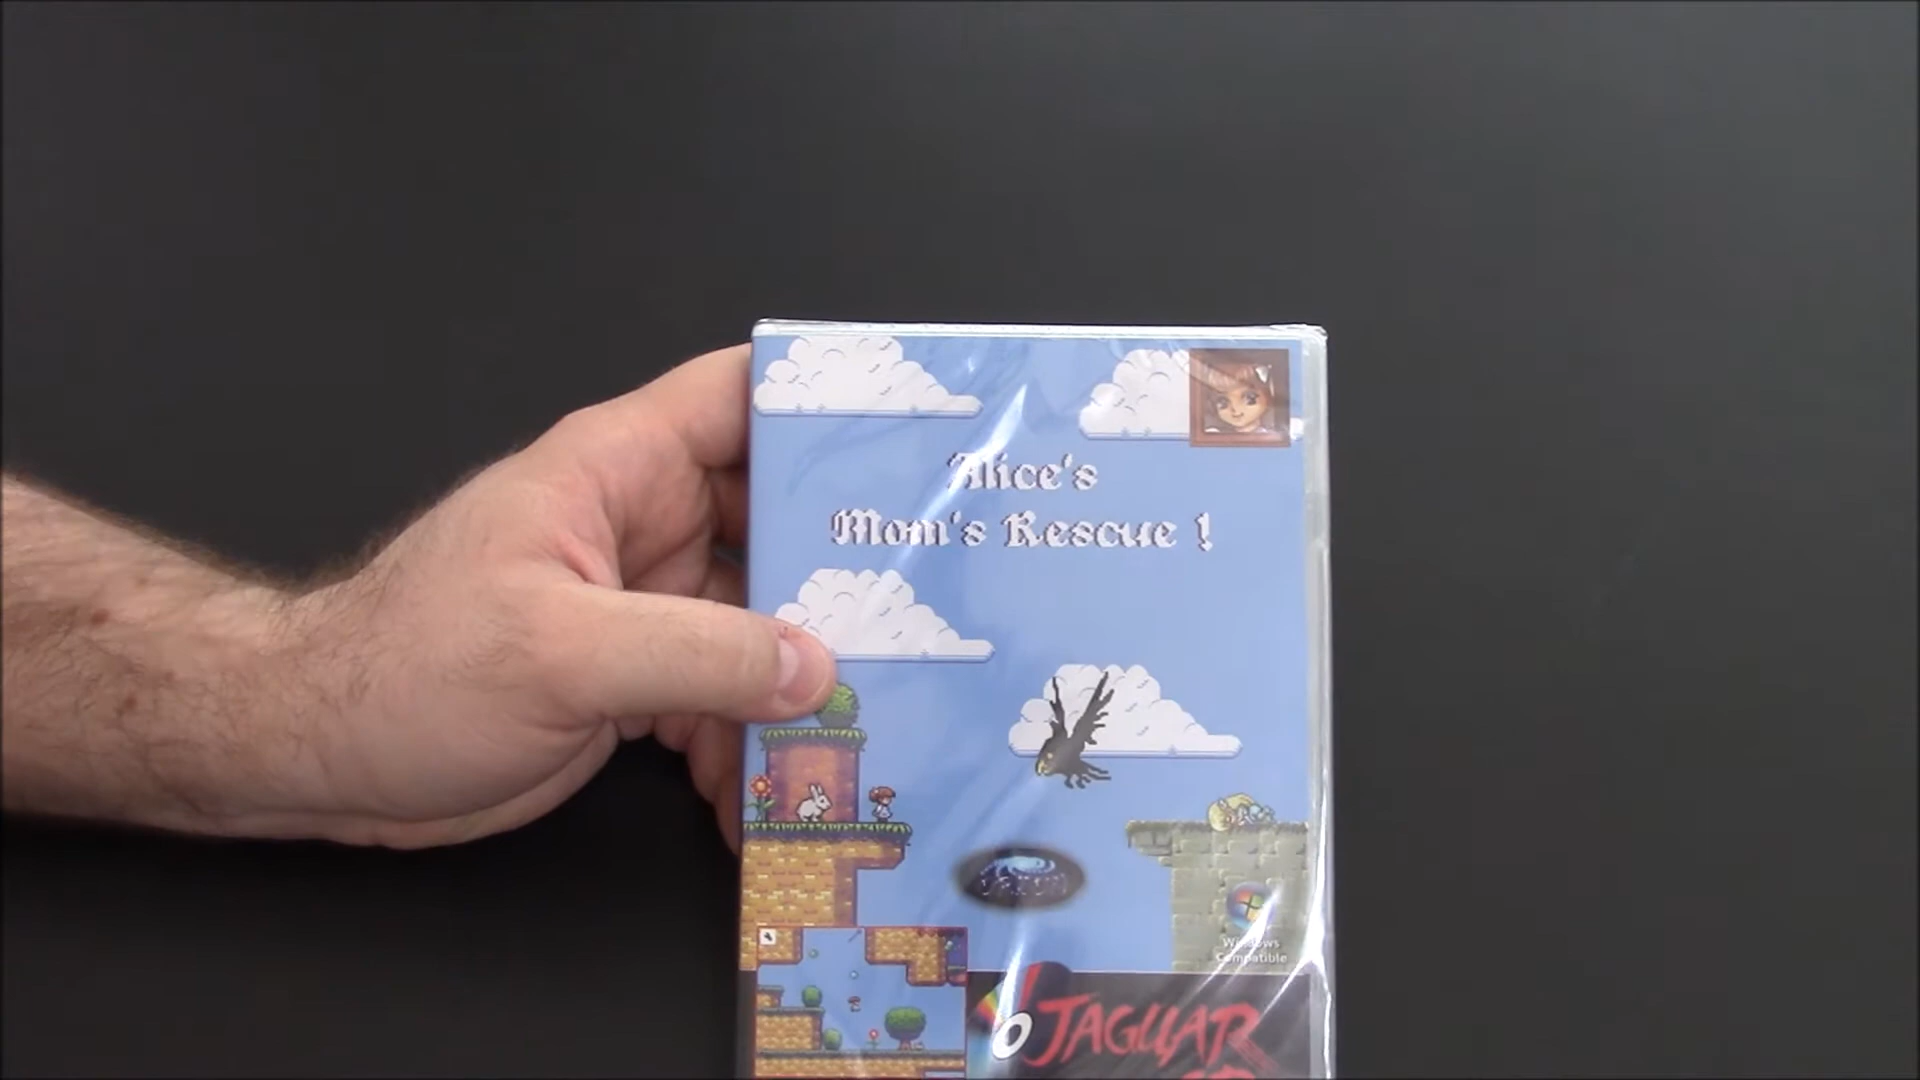 Alice's
Mom's Rescue !
Windows
Compatible
JAGUAR